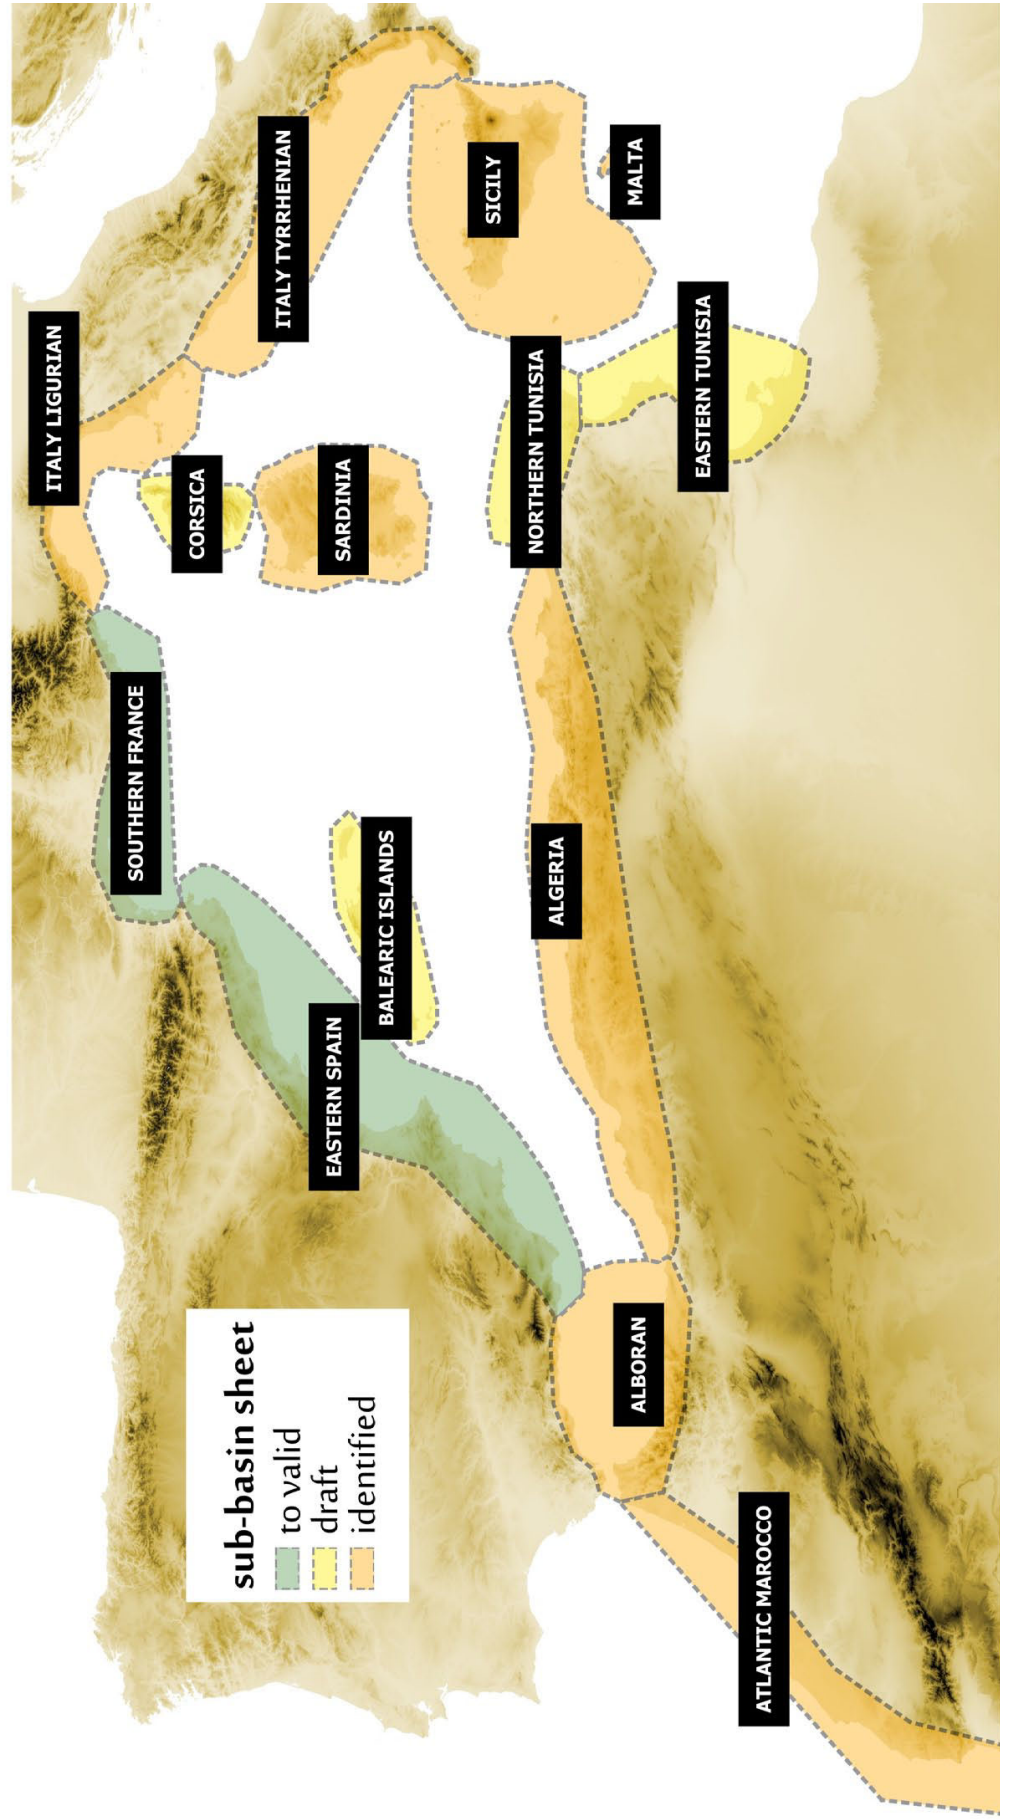 sub-basin sheet
to valid
draft
identified
ITALY LIGURIAN
SOUTHERN FRANCE
CORSICA
ITALY TYRRHENIAN
EASTERN SPAIN
SARDINIA
BALEARIC ISLANDS
SICILY
NORTHERN TUNISIA
ALGERIA
MALTA
ALBORAN
EASTERN TUNISIA
ATLANTIC MAROCCO